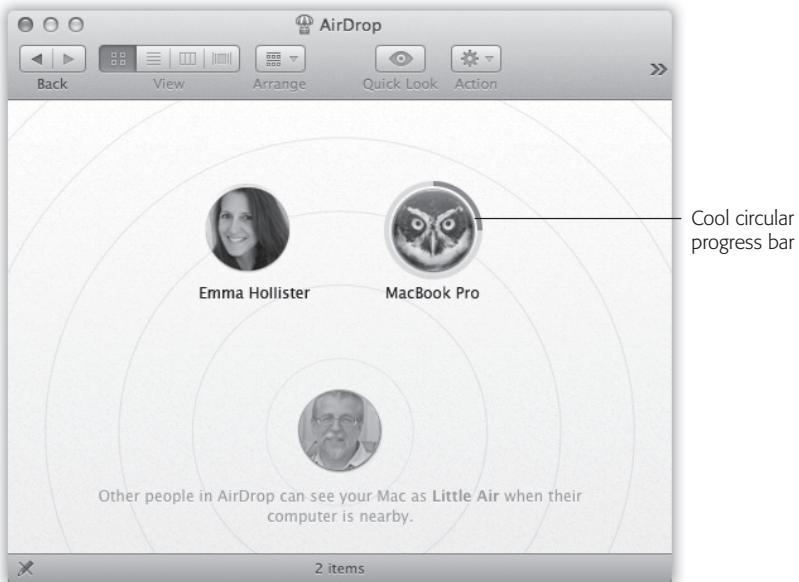 AirDrop
Back
View
Arrange
Quick Look
Action
Cool circular
progress bar
Emma Hollister
MacBook Pro
Other people in AirDrop can see your Mac as Little Air when their
computer is nearby.
2 items